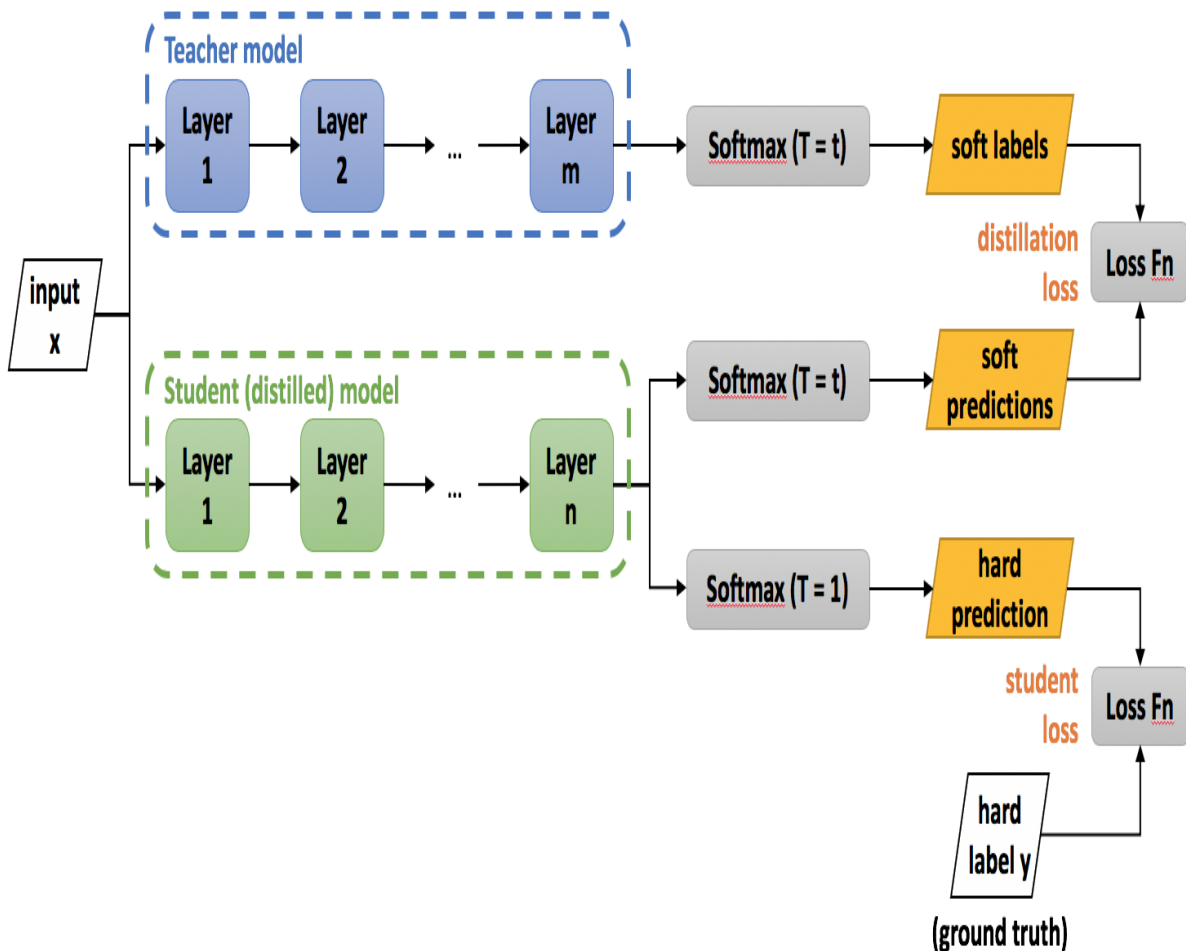 Teacher model
Layer
1
Layer
2
...
Layer
m
Softmax (T = t)
soft labels
distillation
loss
Loss Fn
input
x
Student (distilled) model
Layer
1
Layer
2
...
Layer
n
Softmax (T = t)
soft
predictions
Softmax (T = 1)
hard
prediction
student
loss
Loss Fn
hard
label y
(ground truth)